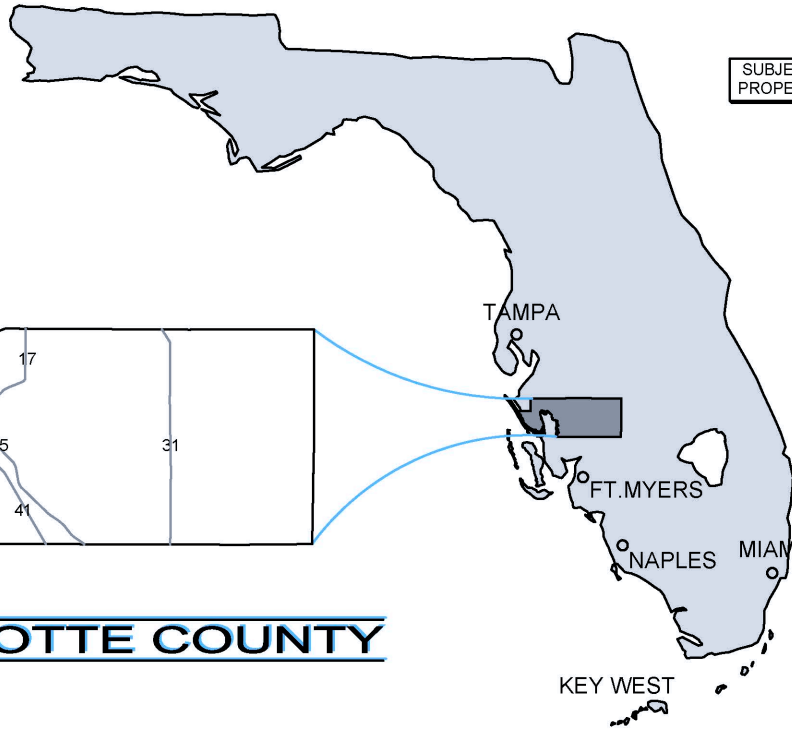 SUBJE
PROPE
TAMPA
17
5
31
41
FT.MYERS
NAPLES
MIAM
OTTE COUNTY
KEY WEST